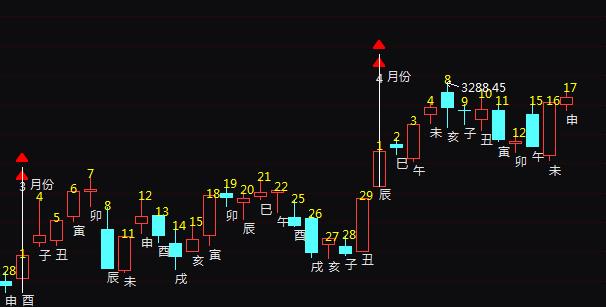 4 月份
8
3288.45
17
10
15 16
4
9
11
2
3
12
1
未 亥 子 丑
申
寅
巳
午
卯
午
未
3 月份
7
4
6
5
8
12
13
14
15
18
19
20
21
22
25
26
27
28
29
辰
卯
寅
子 丑
11
申
酉
寅
卯
辰
巳
午
未
1
28
辰 未
戌
亥
戌 亥 子
丑
申 酉